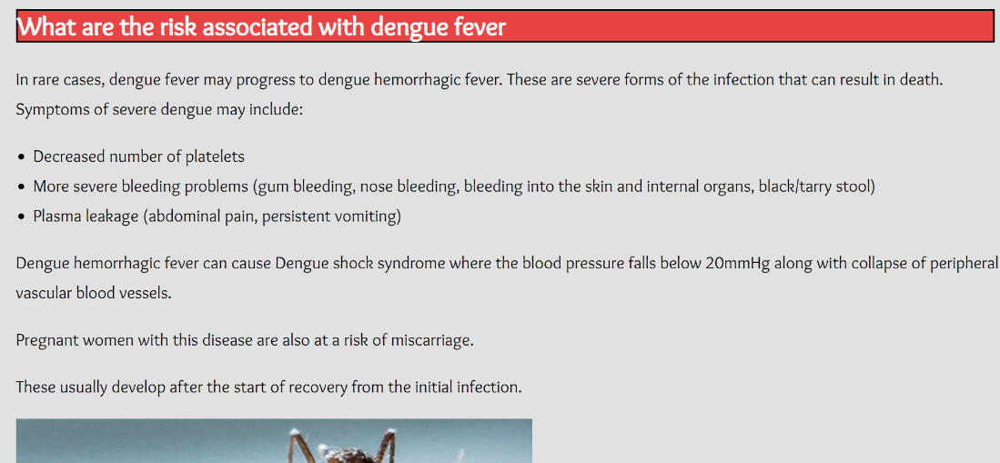 What are the risk associated with dengue fever
In rare cases, dengue fever may progress to dengue hemorrhagic fever. These are severe forms of the infection that can result in death.
Symptoms of severe dengue may include:
• Decreased number of platelets
• More severe bleeding problems (gum bleeding, nose bleeding, bleeding into the skin and internal organs, black/tarry stool)
• Plasma leakage (abdominal pain, persistent vomiting)
Dengue hemorrhagic fever can cause Dengue shock syndrome where the blood pressure falls below 20mmHg along with collapse of peripheral
vascular blood vessels.
Pregnant women with this disease are also at a risk of miscarriage.
These usually develop after the start of recovery from the initial infection.